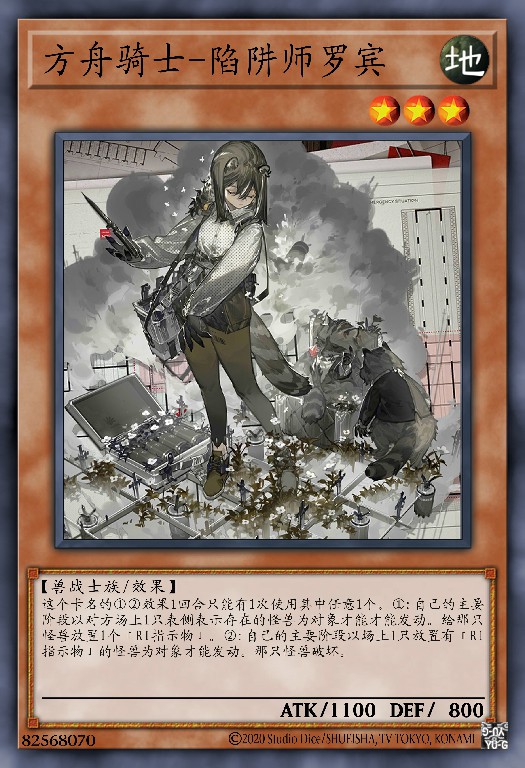 方舟骑士-陷阱师罗宾
地
EMERGENCY SITUATION
【兽战士族/效果】
这个卡名的①②效果1回合只能有1次使用其中任意1个。①：自己的主要
阶段以对方场上1只表侧表示存在的怪兽为对象才能才能发动。给那只
怪兽放置1个「RI指示物」。②：自己的主要阶段以场上1只放置有「RI
指示物」的怪兽为对象才能发动。那只怪兽破坏。
ATK/1100 DEF/ 800
82568070
©2020 Studio Dice/SHUEISHA, TV TOKYO, KONAMI